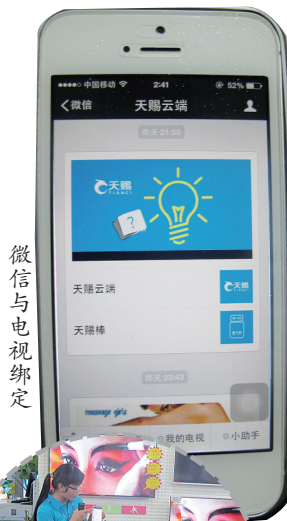 微信与电视绑定
中国移动 2:41 52%
微信 天赐云端
昨天 21:50
天赐
TIANCI
?
天赐云端
天赐
天赐棒
昨天 23:43
message girls
我的电视 小助手